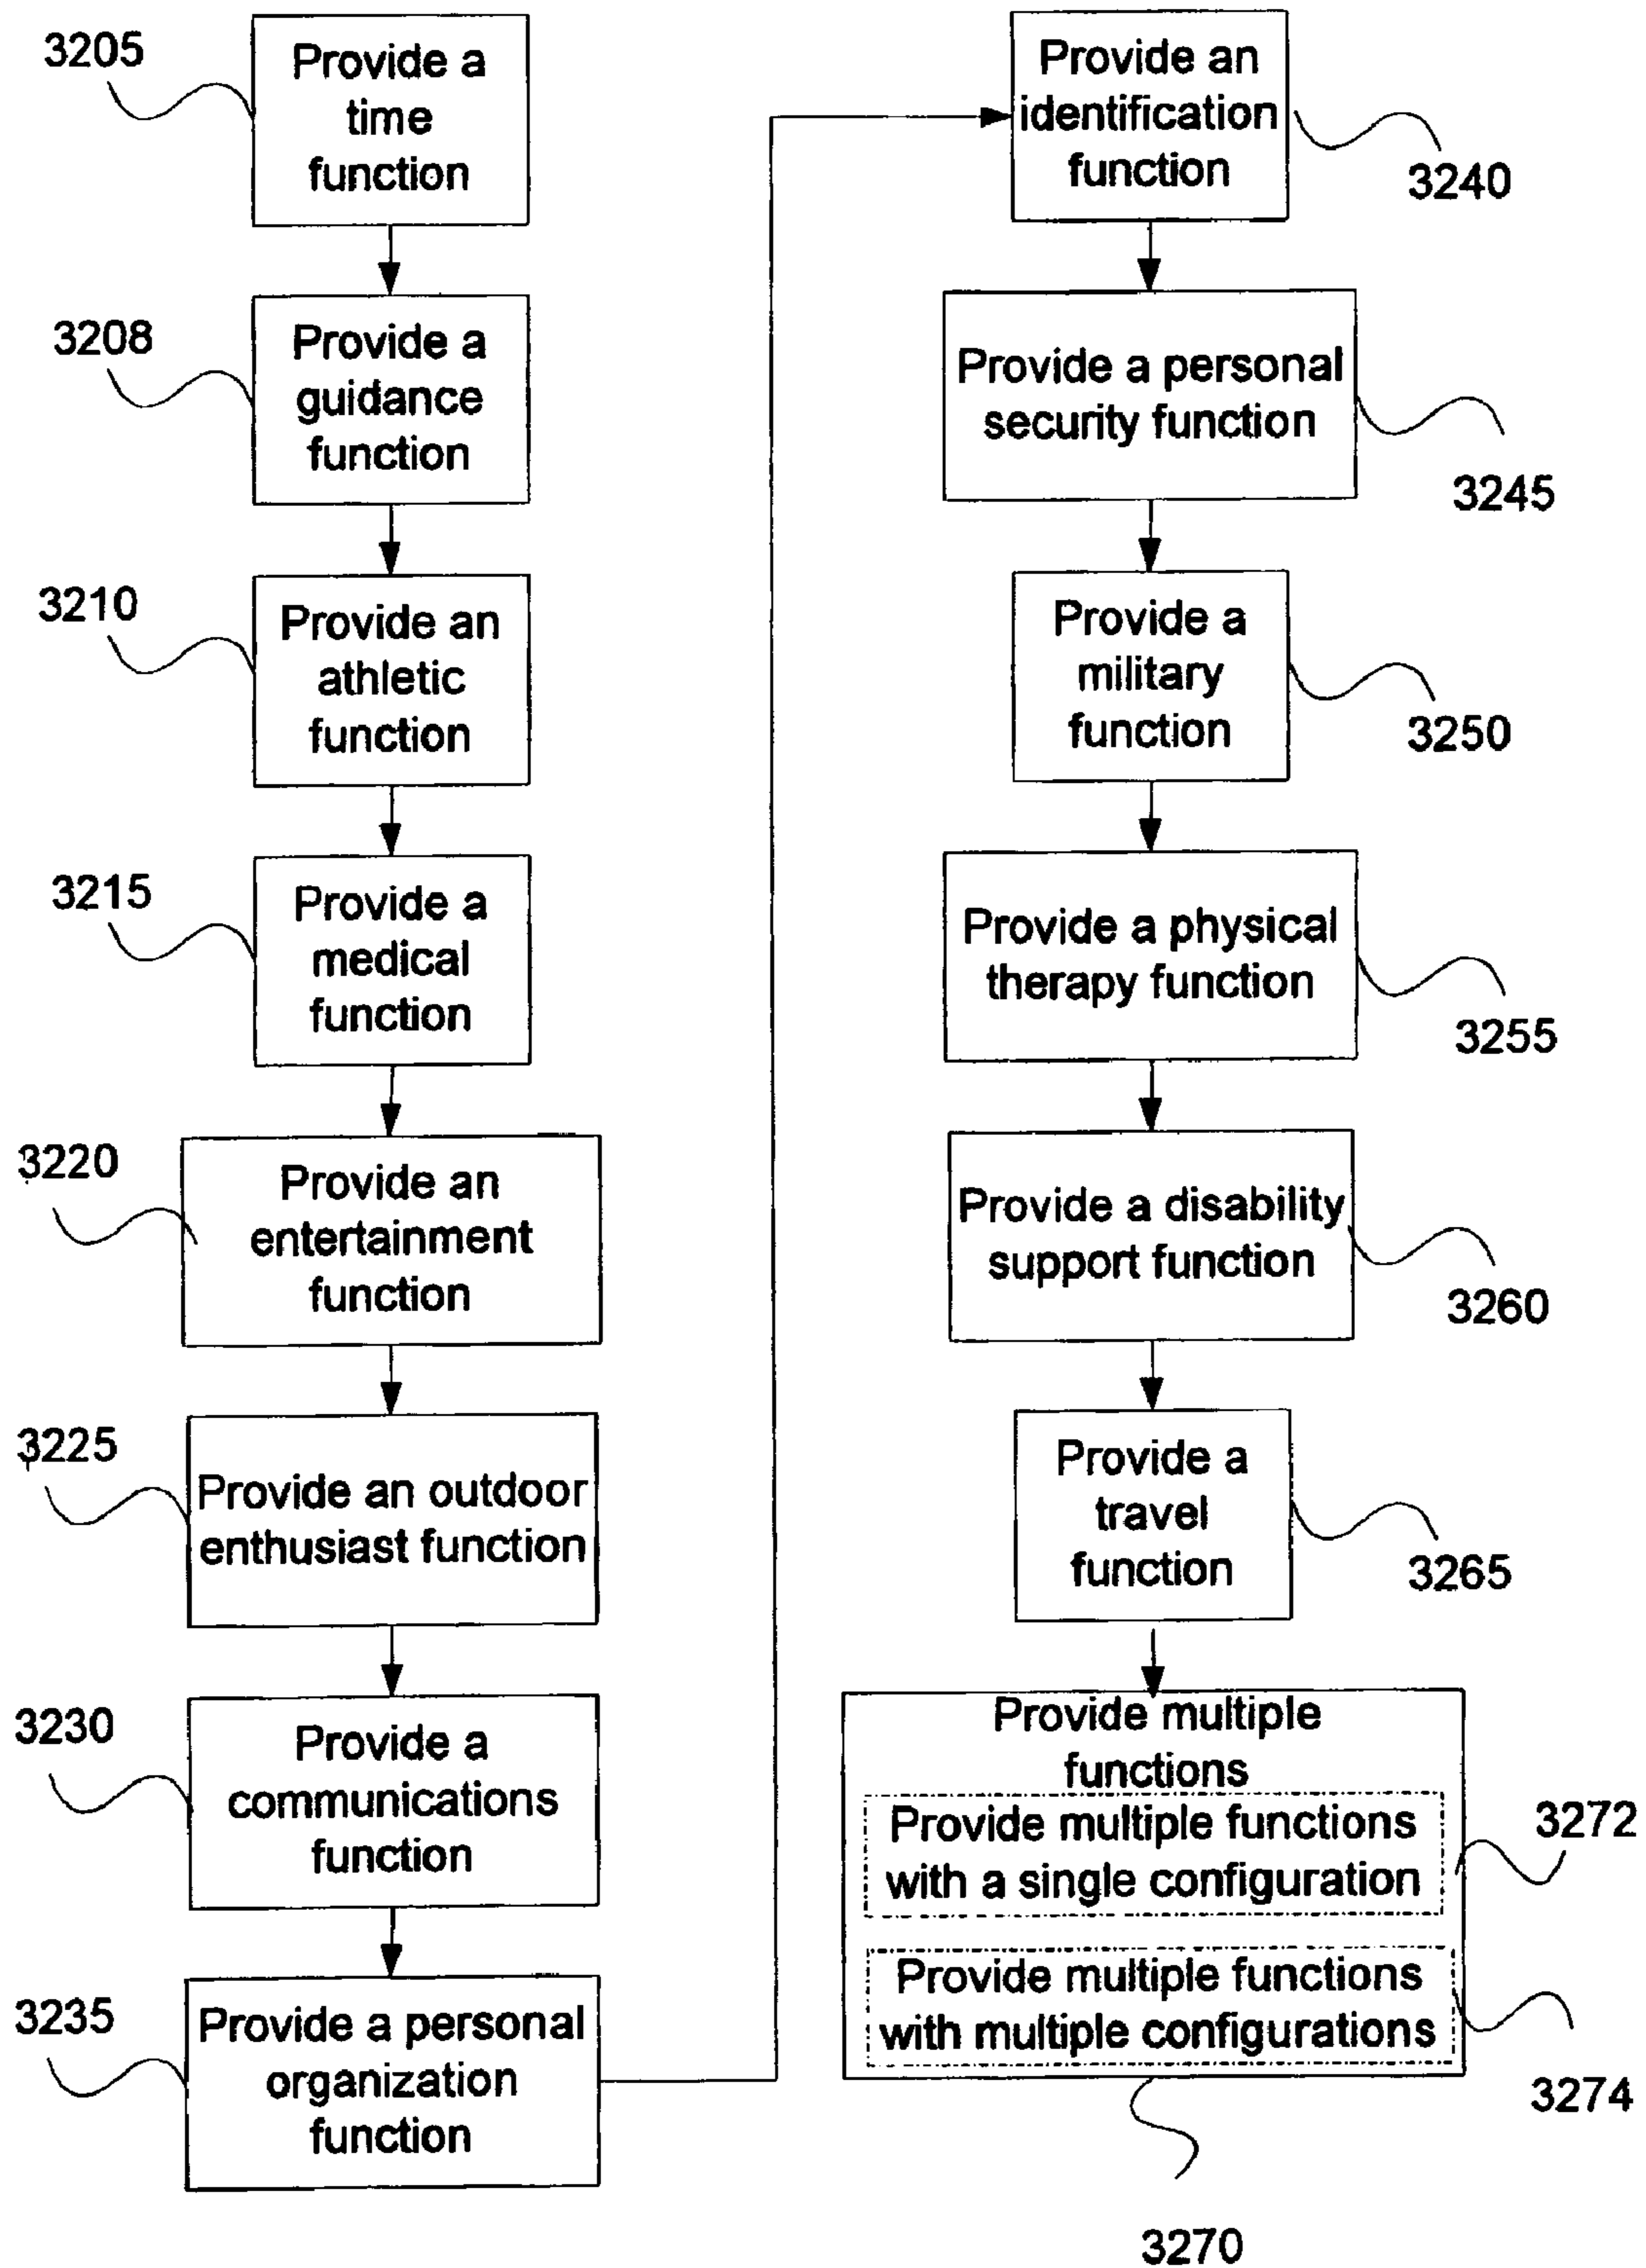 3205
Provide a
time
function
3208
Provide a
guidance
function
3210
Provide an
athletic
function
3215
Provide a
medical
function
3220
Provide an
entertainment
function
3225
Provide an outdoor
enthusiast function
3230
Provide a
communications
function
3235
Provide a personal
organization
function
Provide an
identification
function
3240
Provide a personal
security function
3245
Provide a
military
function
3250
Provide a physical
therapy function
3255
Provide a disability
support function
3260
Provide a
travel
function
3265
Provide multiple
functions
Provide multiple functions
with a single configuration
3272
Provide multiple functions
with multiple configurations
3274
3270